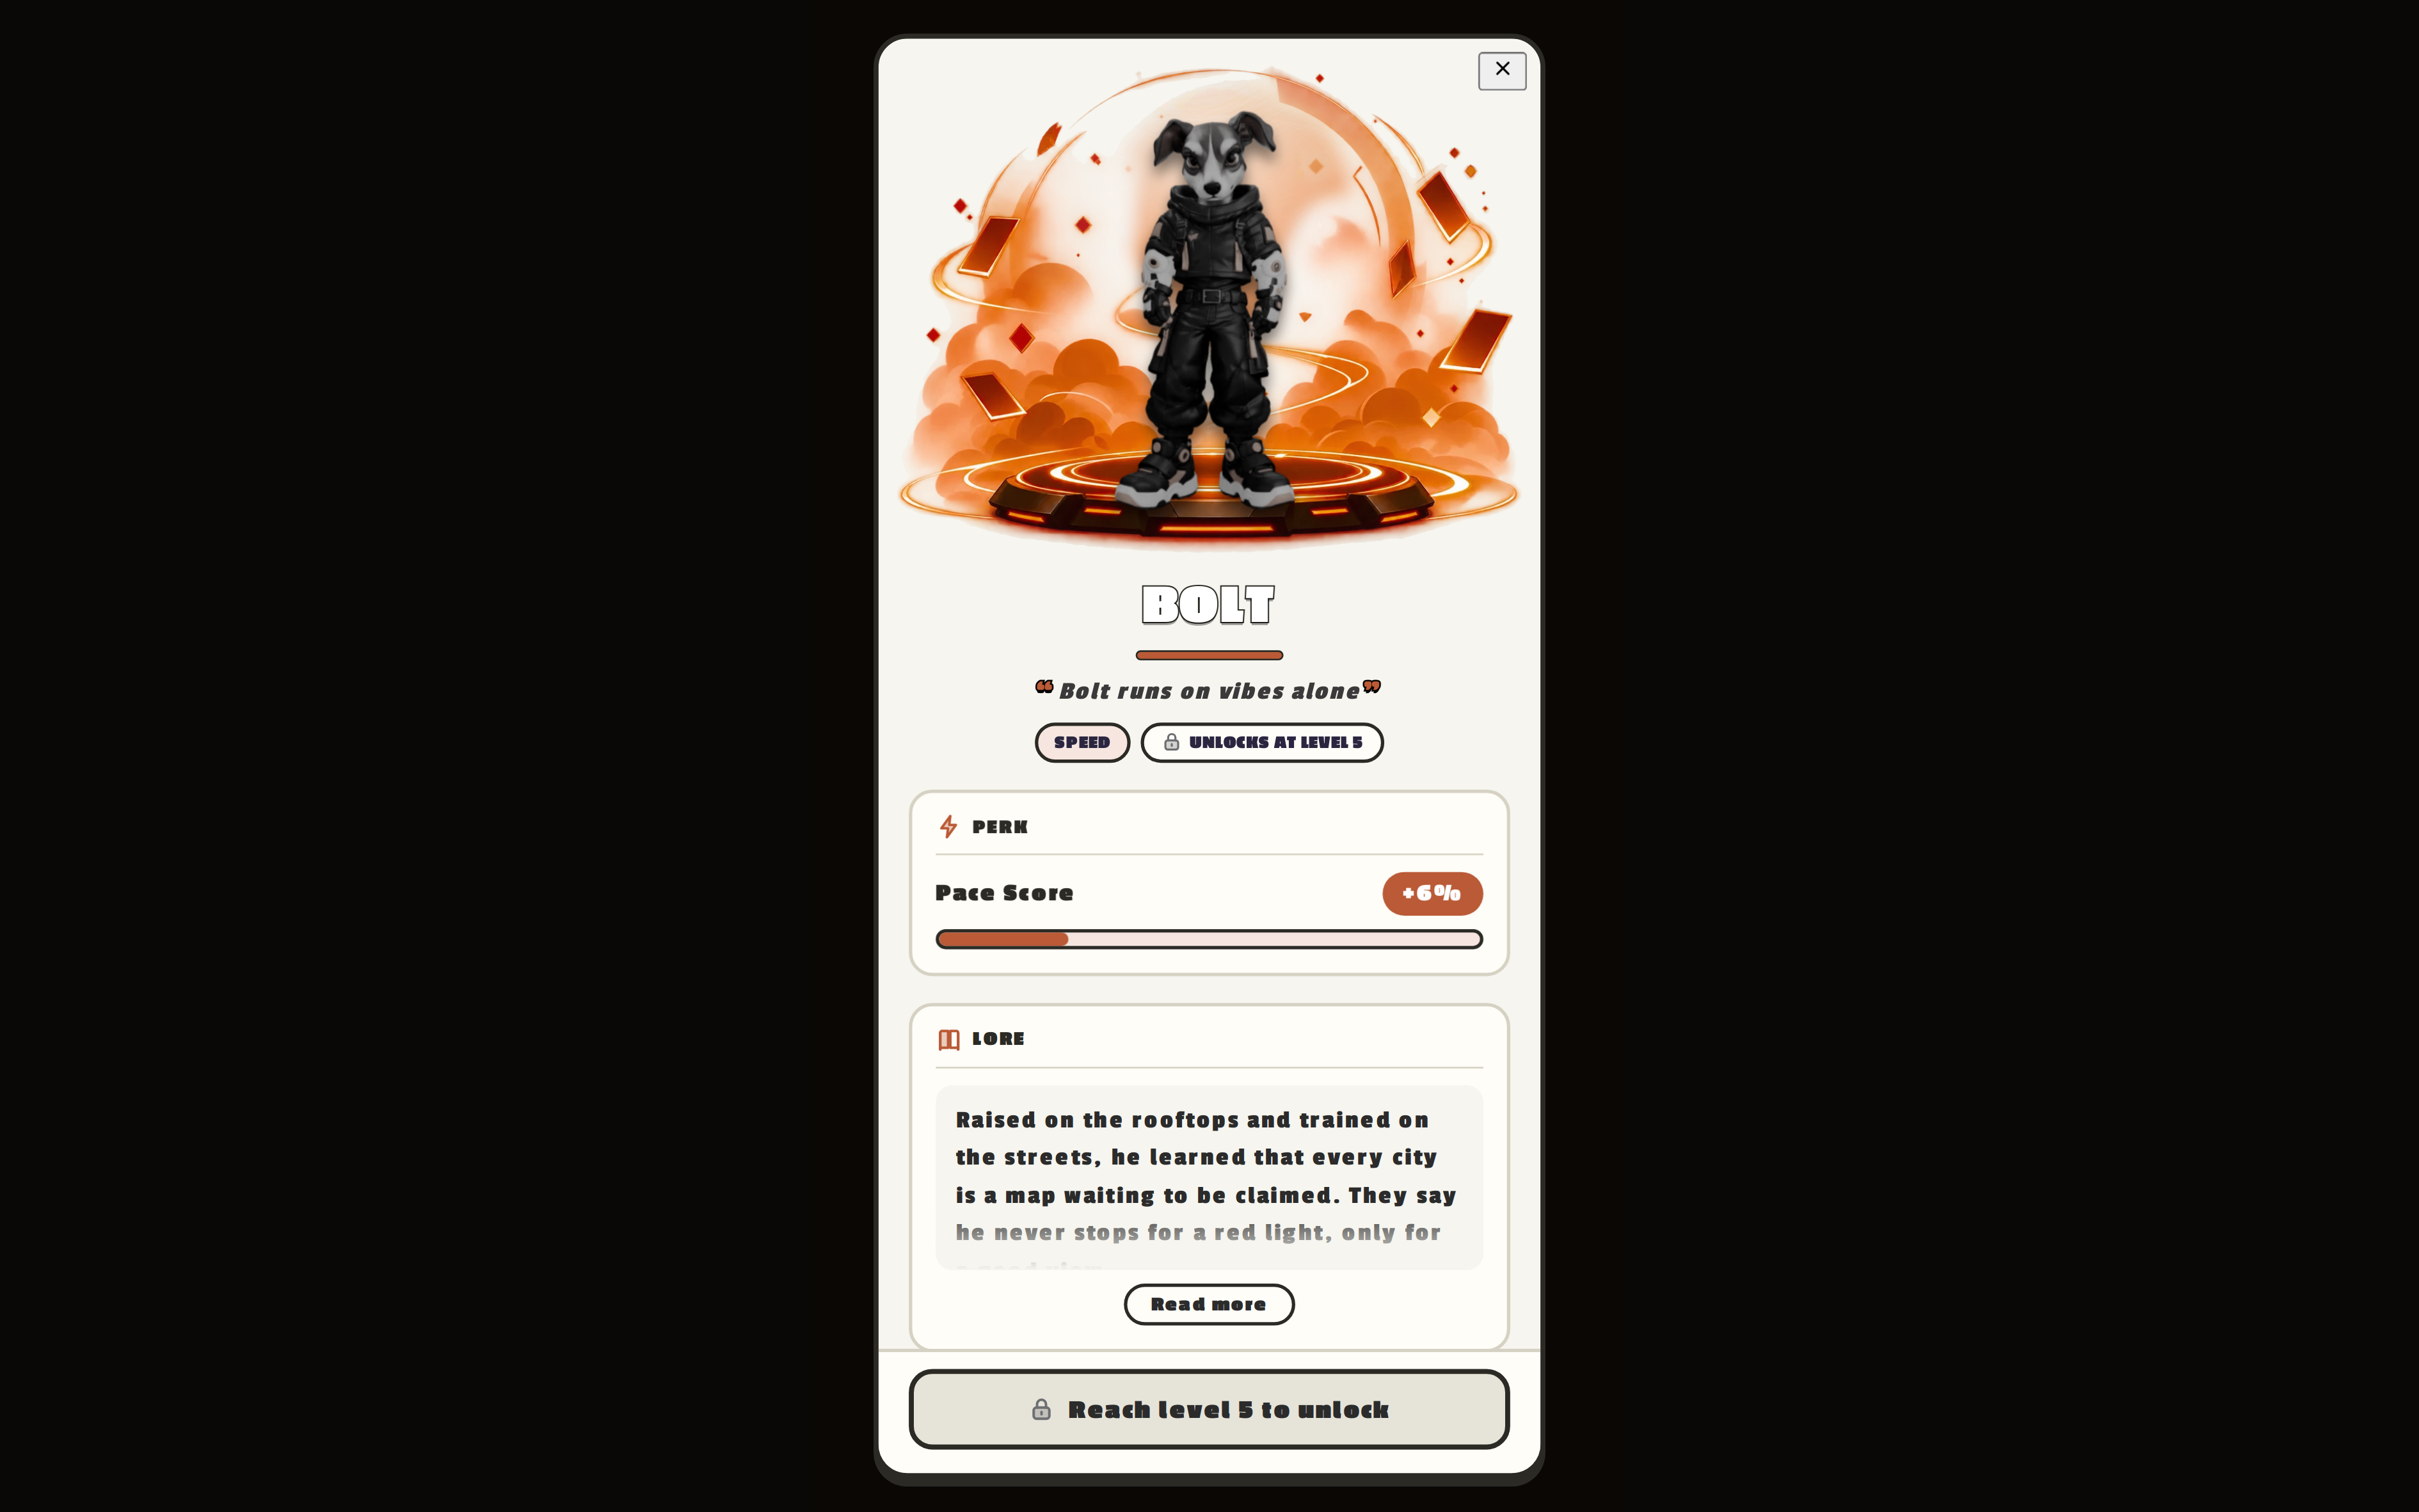 BOLT
❝ Bolt runs on vibes alone ❞
SPEED
UNLOCKS AT LEVEL 5
PERK
Pace Score
+6%
LORE
Raised on the rooftops and trained on
the streets, he learned that every city
is a map waiting to be claimed. They say
he never stops for a red light, only for
Read more
Reach level 5 to unlock